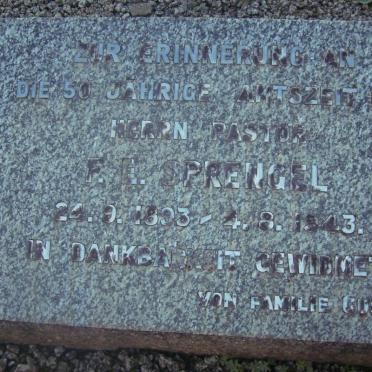 ZUR ERINNERUNG AN
DIE 50 JÄHRIGE AMTSZEIT
HERRN PASTOR
F. E. SPRENGEL
24. 9. 1893 - 4. 8. 1943.
IN DANKBARKEIT GEWIDMET
VON FAMILIE